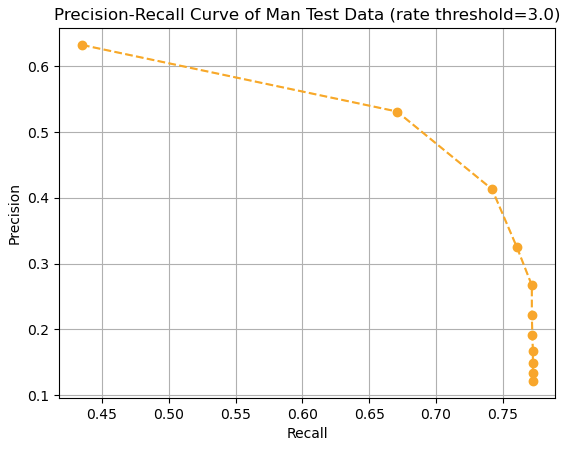 Precision-Recall Curve of Man Test Data (rate threshold=3.0)
0.6
0.5
0.4
0.3
0.2
0.1
Precision
0.45 0.50 0.55 0.60 0.65 0.70 0.75
Recall